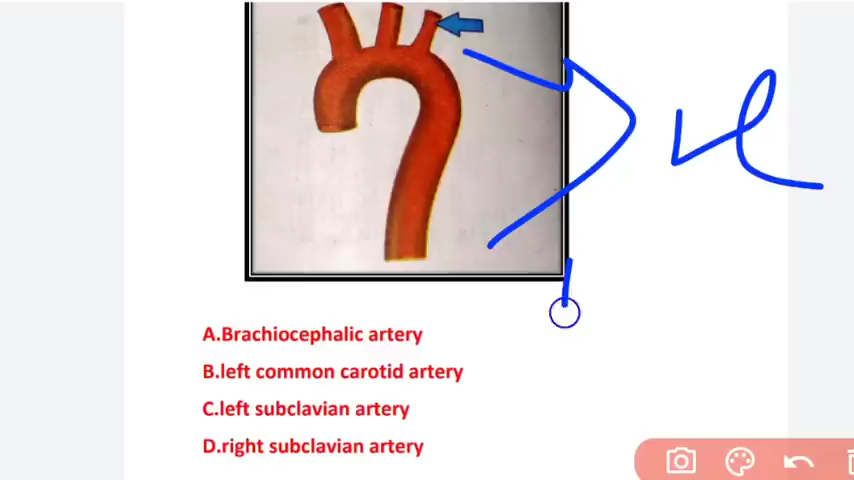 A.Brachiocephalic artery
B.left common carotid artery
C.left subclavian artery
D.right subclavian artery